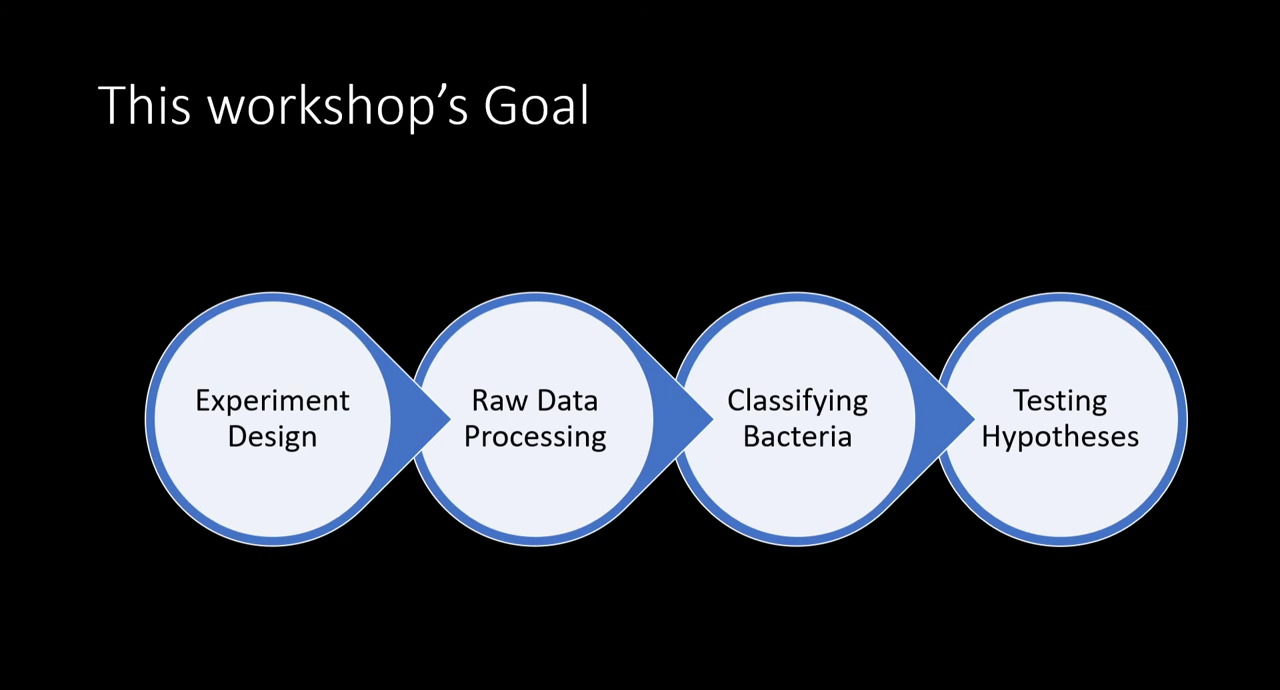 This workshop’s Goal
Experiment
Design
Raw Data
Processing
Classifying
Bacteria
Testing
Hypotheses